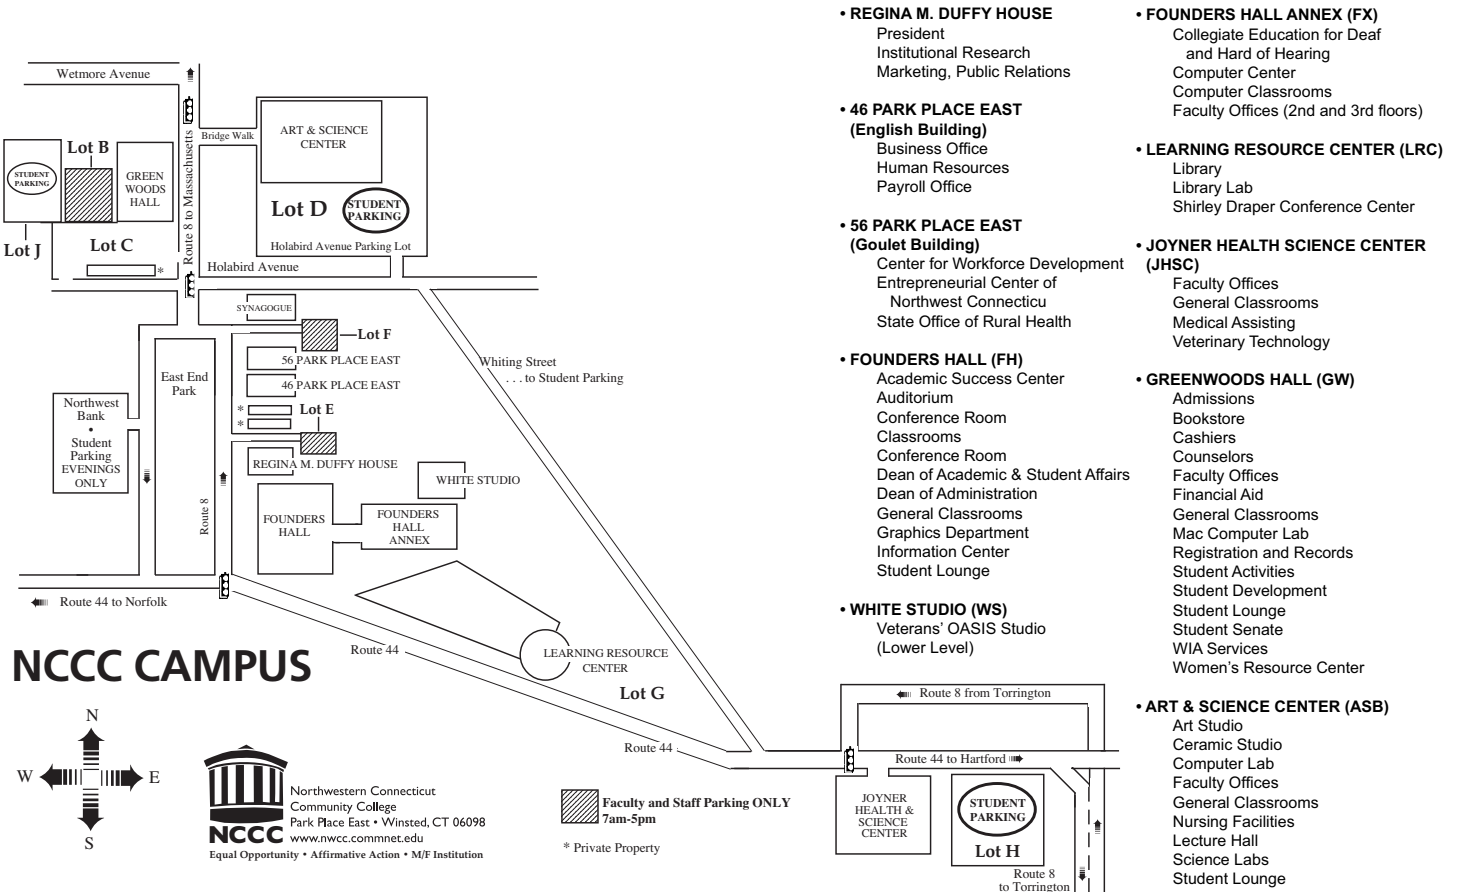 Wetmore Avenue
Bridge Walk
ART & SCIENCE
CENTER
Lot B
STUDENT
PARKING
GREEN
WOODS
HALL
Route 8 to Massachusetts
Lot D
STUDENT
PARKING
Lot J
Lot C
*
Holabird Avenue Parking Lot
Holabird Avenue
SYNAGOGUE
Lot F
56 PARK PLACE EAST
46 PARK PLACE EAST
Whiting Street
. . . to Student Parking
East End
Park
Northwest
Bank
•
Student
Parking
EVENINGS
ONLY
*
*
Lot E
REGINA M. DUFFY HOUSE
WHITE STUDIO
Route 8
FOUNDERS
HALL
FOUNDERS
HALL
ANNEX
Route 44 to Norfolk
Route 44
LEARNING RESOURCE
CENTER
Lot G
Route 44
NCCC CAMPUS
N
W
E
S
NCCC
Northwestern Connecticut
Community College
Park Place East • Winsted, CT 06098
www.nwcc.commnet.edu
Equal Opportunity • Affirmative Action • M/F Institution
Faculty and Staff Parking ONLY
7am-5pm
* Private Property
Route 8 from Torrington
Route 44 to Hartford
JOYNER
HEALTH &
SCIENCE
CENTER
STUDENT
PARKING
Lot H
Route 8
to Torrington
• REGINA M. DUFFY HOUSE
President
Institutional Research
Marketing, Public Relations
• 46 PARK PLACE EAST
(English Building)
Business Office
Human Resources
Payroll Office
• 56 PARK PLACE EAST
(Goulet Building)
Center for Workforce Development
Entrepreneurial Center of
Northwest Connecticu
State Office of Rural Health
• FOUNDERS HALL (FH)
Academic Success Center
Auditorium
Conference Room
Classrooms
Conference Room
Dean of Academic & Student Affairs
Dean of Administration
General Classrooms
Graphics Department
Information Center
Student Lounge
• WHITE STUDIO (WS)
Veterans' OASIS Studio
(Lower Level)
• FOUNDERS HALL ANNEX (FX)
Collegiate Education for Deaf
and Hard of Hearing
Computer Center
Computer Classrooms
Faculty Offices (2nd and 3rd floors)
• LEARNING RESOURCE CENTER (LRC)
Library
Library Lab
Shirley Draper Conference Center
• JOYNER HEALTH SCIENCE CENTER
(JHSC)
Faculty Offices
General Classrooms
Medical Assisting
Veterinary Technology
• GREENWOODS HALL (GW)
Admissions
Bookstore
Cashiers
Counselors
Faculty Offices
Financial Aid
General Classrooms
Mac Computer Lab
Registration and Records
Student Activities
Student Development
Student Lounge
Student Senate
WIA Services
Women's Resource Center
• ART & SCIENCE CENTER (ASB)
Art Studio
Ceramic Studio
Computer Lab
Faculty Offices
General Classrooms
Nursing Facilities
Lecture Hall
Science Labs
Student Lounge